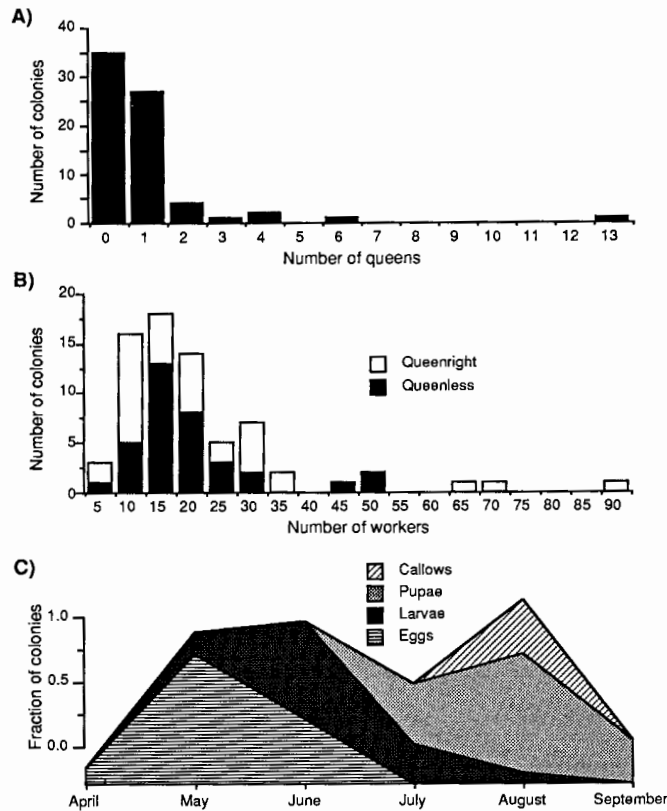 A)
40
30
20
10
0
Number of colonies
0 1 2 3 4 5 6 7 8 9 10 11 12 13
Number of queens
B)
20
15
10
5
0
Number of colonies
Queenright
Queenless
5 10 15 20 25 30 35 40 45 50 55 60 65 70 75 80 85 90
Number of workers
C)
Callows
Pupae
Larvae
Eggs
1.0
0.5
0.0
Fraction of colonies
April May June July August September